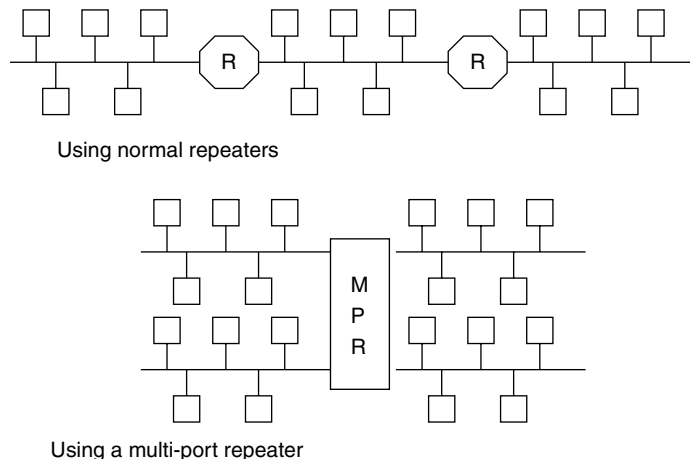 R R
Using normal repeaters
M
P
R
Using a multi-port repeater